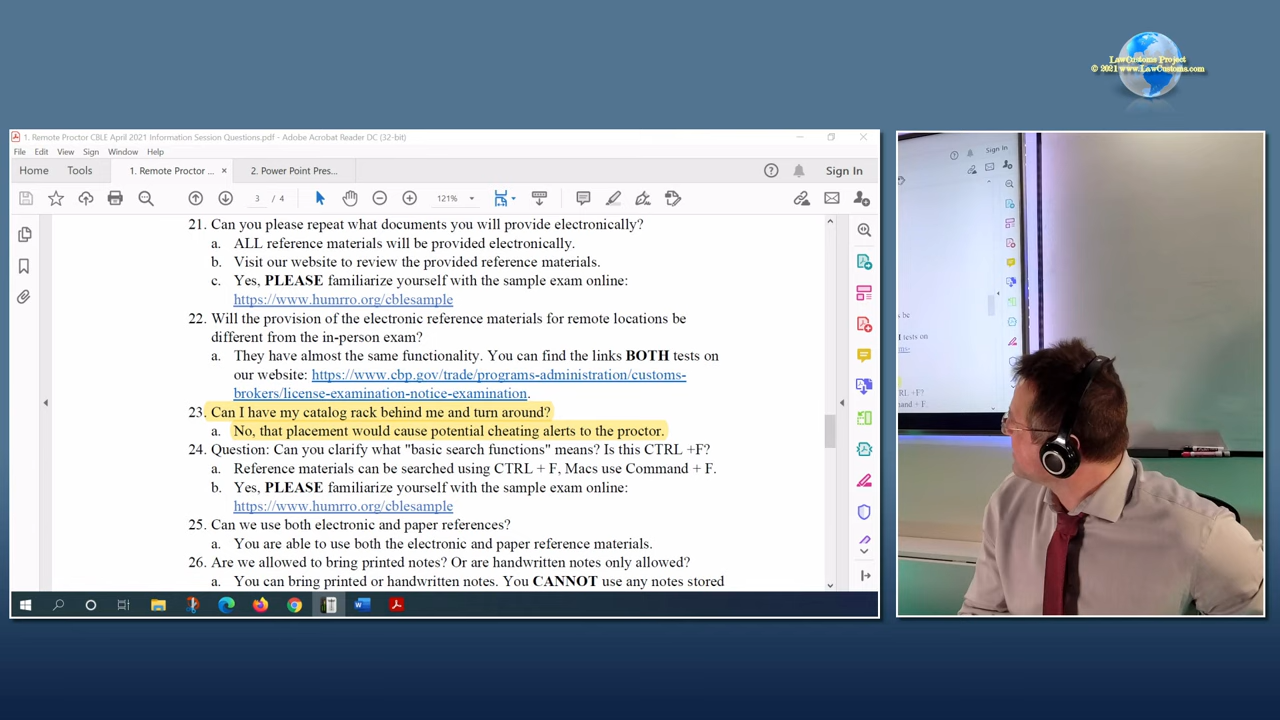 LawCustoms Project
© 2021 www.LawCustoms.com
1. Remote Proctor CBLE April 2021 Information Session Questions.pdf - Adobe Acrobat Reader DC (32-bit)
File Edit View Sign Window Help
Home Tools 1. Remote Proctor ... × 2. Power Point Pres... Sign In
3 / 4 121%
21. Can you please repeat what documents you will provide electronically?
a. ALL reference materials will be provided electronically.
b. Visit our website to review the provided reference materials.
c. Yes, PLEASE familiarize yourself with the sample exam online:
https://www.humrro.org/cblesample
22. Will the provision of the electronic reference materials for remote locations be
different from the in-person exam?
a. They have almost the same functionality. You can find the links BOTH tests on
our website: https://www.cbp.gov/trade/programs-administration/customs-
brokers/license-examination-notice-examination.
23. Can I have my catalog rack behind me and turn around?
a. No, that placement would cause potential cheating alerts to the proctor.
24. Question: Can you clarify what "basic search functions" means? Is this CTRL +F?
a. Reference materials can be searched using CTRL + F, Macs use Command + F.
b. Yes, PLEASE familiarize yourself with the sample exam online:
https://www.humrro.org/cblesample
25. Can we use both electronic and paper references?
a. You are able to use both the electronic and paper reference materials.
26. Are we allowed to bring printed notes? Or are handwritten notes only allowed?
a. You can bring printed or handwritten notes. You CANNOT use any notes stored
Sign In
s be
tests on
ms-
+F?
mand + F.